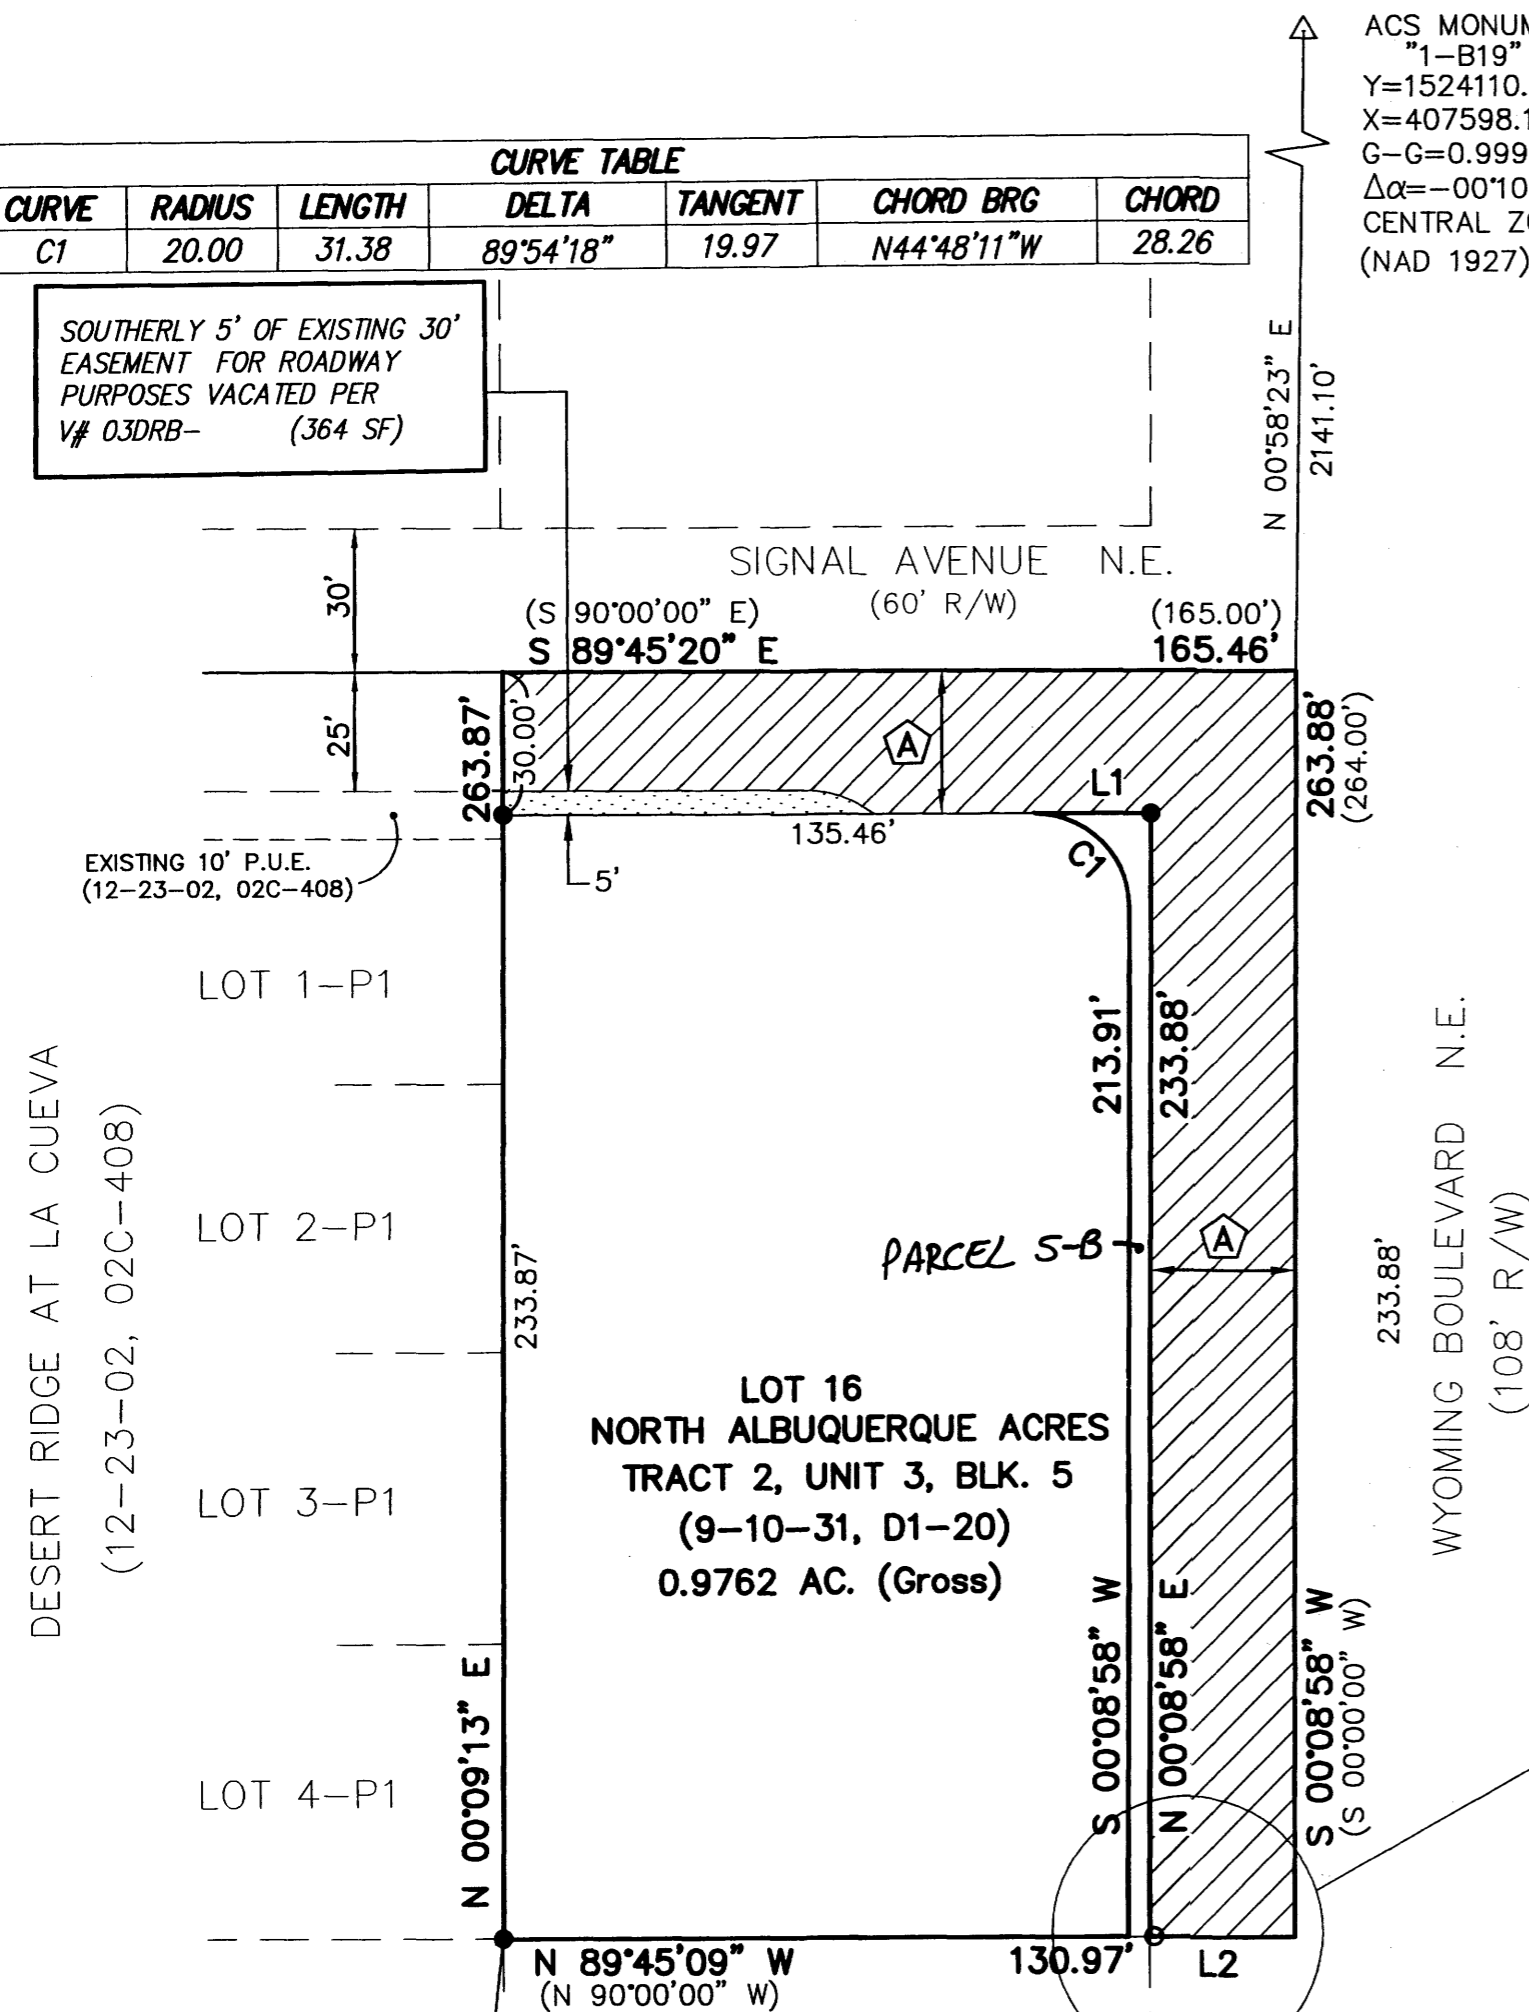 ACS MONUM
"1-B19"
Y=1524110.
X=407598.1
G-G=0.999
Δα=-00°10
CENTRAL ZO
(NAD 1927)
CURVE TABLE
CURVE RADIUS LENGTH DELTA TANGENT CHORD BRG CHORD
C1 20.00 31.38 89°54'18" 19.97 N44°48'11"W 28.26
SOUTHERLY 5' OF EXISTING 30'
EASEMENT FOR ROADWAY
PURPOSES VACATED PER
V# 03DRB- (364 SF)
N 00°58'23" E
2141.10'
30'
SIGNAL AVENUE N.E.
(60' R/W)
(S 90°00'00" E)
(165.00')
S 89°45'20" E
165.46'
25'
263.87'
30.00'
A
L1
263.88'
(264.00')
135.46'
C1
5'
EXISTING 10' P.U.E.
(12-23-02, 02C-408)
LOT 1-P1
LOT 2-P1
LOT 3-P1
LOT 4-P1
DESERT RIDGE AT LA CUEVA
(12-23-02, 02C-408)
213.91'
233.88'
PARCEL 5-B
A
233.87'
233.88'
WYOMING BOULEVARD N.E.
(108' R/W)
LOT 16
NORTH ALBUQUERQUE ACRES
TRACT 2, UNIT 3, BLK. 5
(9-10-31, D1-20)
0.9762 AC. (Gross)
N 00°09'13" E
S 00°08'58" W
N 00°08'58" E
S 00°08'58" W
(S 00°00'00" W)
N 89°45'09" W
130.97'
L2
(N 90°00'00" W)